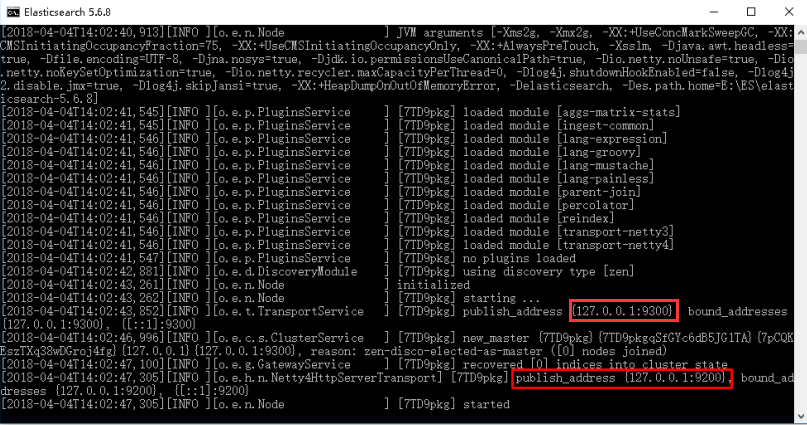 Elasticsearch 5.6.8
[2018-04-04T14:02:40,913][INFO ][o.e.n.Node               ] JVM arguments [-Xms2g, -Xmx2g, -XX:+UseConcMarkSweepGC, -XX:
CMSInitiatingOccupancyFraction=75, -XX:+UseCMSInitiatingOccupancyOnly, -XX:+AlwaysPreTouch, -Xss1m, -Djava.awt.headless=
true, -Dfile.encoding=UTF-8, -Djna.nosys=true, -Djdk.io.permissionsUseCanonicalPath=true, -Dio.netty.noUnsafe=true, -Dio
.netty.noKeySetOptimization=true, -Dio.netty.recycler.maxCapacityPerThread=0, -Dlog4j.shutdownHookEnabled=false, -Dlog4j
2.disable.jmx=true, -Dlog4j.skipJansi=true, -XX:+HeapDumpOnOutOfMemoryError, -Delasticsearch, -Des.path.home=E:\ES\elast
icsearch-5.6.8]
[2018-04-04T14:02:41,545][INFO ][o.e.p.PluginsService     ] [7TD9pkg] loaded module [aggs-matrix-stats]
[2018-04-04T14:02:41,545][INFO ][o.e.p.PluginsService     ] [7TD9pkg] loaded module [ingest-common]
[2018-04-04T14:02:41,546][INFO ][o.e.p.PluginsService     ] [7TD9pkg] loaded module [lang-expression]
[2018-04-04T14:02:41,546][INFO ][o.e.p.PluginsService     ] [7TD9pkg] loaded module [lang-groovy]
[2018-04-04T14:02:41,546][INFO ][o.e.p.PluginsService     ] [7TD9pkg] loaded module [lang-mustache]
[2018-04-04T14:02:41,546][INFO ][o.e.p.PluginsService     ] [7TD9pkg] loaded module [lang-painless]
[2018-04-04T14:02:41,546][INFO ][o.e.p.PluginsService     ] [7TD9pkg] loaded module [parent-join]
[2018-04-04T14:02:41,546][INFO ][o.e.p.PluginsService     ] [7TD9pkg] loaded module [percolator]
[2018-04-04T14:02:41,546][INFO ][o.e.p.PluginsService     ] [7TD9pkg] loaded module [reindex]
[2018-04-04T14:02:41,546][INFO ][o.e.p.PluginsService     ] [7TD9pkg] loaded module [transport-netty3]
[2018-04-04T14:02:41,546][INFO ][o.e.p.PluginsService     ] [7TD9pkg] loaded module [transport-netty4]
[2018-04-04T14:02:41,547][INFO ][o.e.p.PluginsService     ] [7TD9pkg] no plugins loaded
[2018-04-04T14:02:42,881][INFO ][o.e.d.DiscoveryModule    ] [7TD9pkg] using discovery type [zen]
[2018-04-04T14:02:43,261][INFO ][o.e.n.Node               ] initialized
[2018-04-04T14:02:43,262][INFO ][o.e.n.Node               ] [7TD9pkg] starting ...
[2018-04-04T14:02:43,852][INFO ][o.e.t.TransportService   ] [7TD9pkg] publish_address {127.0.0.1:9300}, bound_addresses
{127.0.0.1:9300}, {[::1]:9300}
[2018-04-04T14:02:46,996][INFO ][o.e.c.s.ClusterService   ] [7TD9pkg] new_master {7TD9pkg}{7TD9pkgqSfGYc6dB5JG1TA}{7pCQK
EszTXq38wDGroj4fg}{127.0.0.1}{127.0.0.1:9300}, reason: zen-disco-elected-as-master ([0] nodes joined)
[2018-04-04T14:02:47,100][INFO ][o.e.g.GatewayService     ] [7TD9pkg] recovered [0] indices into cluster_state
[2018-04-04T14:02:47,305][INFO ][o.e.h.n.Netty4HttpServerTransport] [7TD9pkg] publish_address {127.0.0.1:9200}, bound_ad
dresses {127.0.0.1:9200}, {[::1]:9200}
[2018-04-04T14:02:47,305][INFO ][o.e.n.Node               ] [7TD9pkg] started